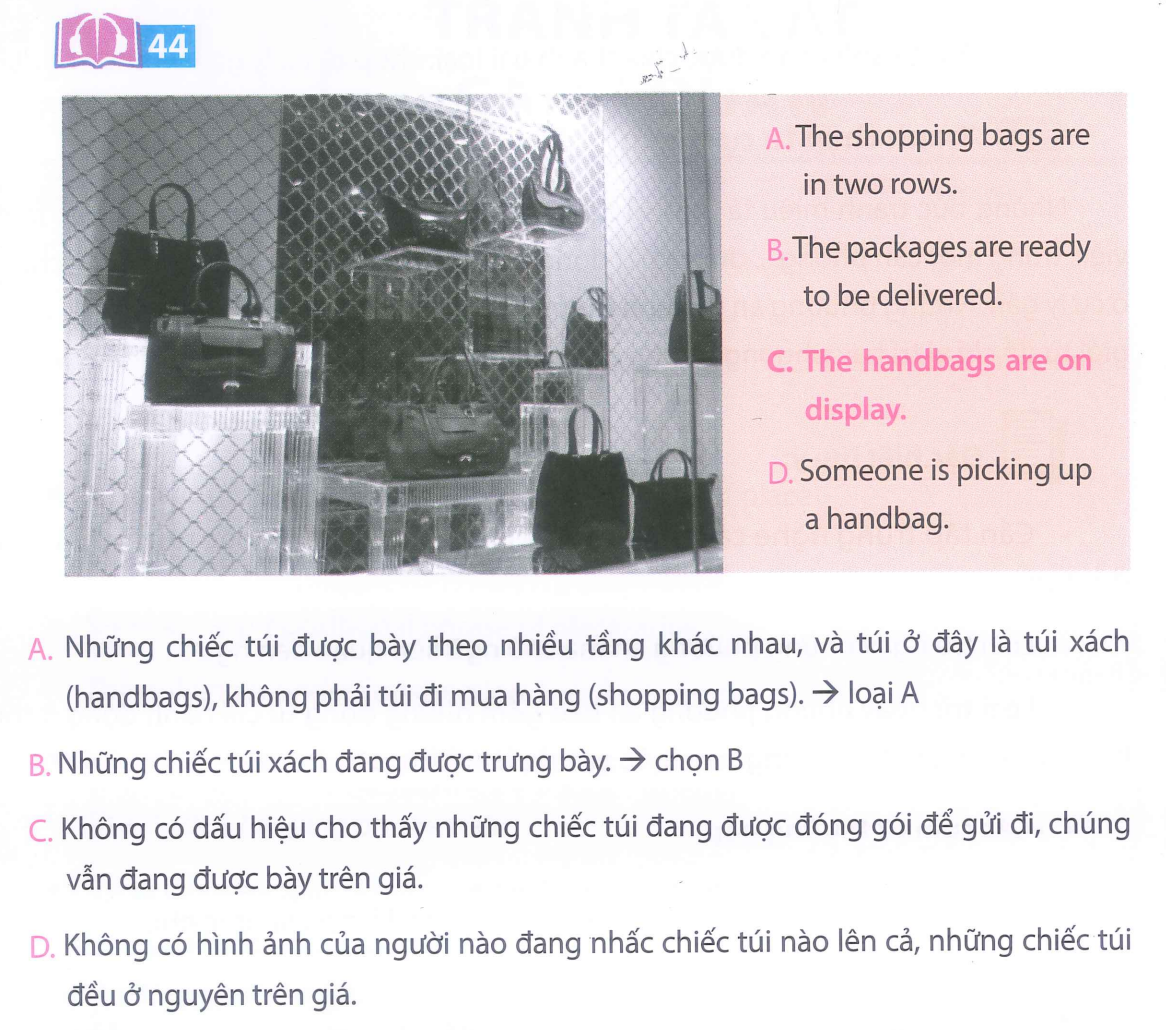 44
A. The shopping bags are
in two rows.
B. The packages are ready
to be delivered.
C. The handbags are on
display.
D. Someone is picking up
a handbag.
A. Những chiếc túi được bày theo nhiều tầng khác nhau, và túi ở đây là túi xách
(handbags), không phải túi đi mua hàng (shopping bags). → loại A
B. Những chiếc túi xách đang được trưng bày. → chọn B
C. Không có dấu hiệu cho thấy những chiếc túi đang được đóng gói để gửi đi, chúng
vẫn đang được bày trên giá.
D. Không có hình ảnh của người nào đang nhấc chiếc túi nào lên cả, những chiếc túi
đều ở nguyên trên giá.